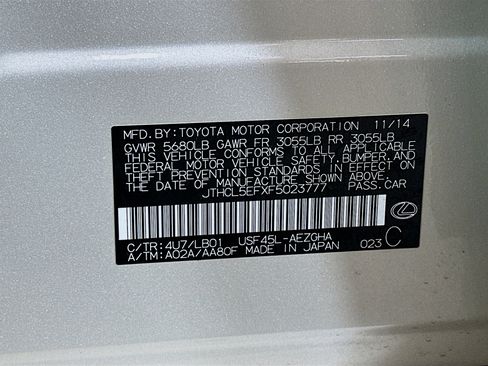 MFD.BY: TOYOTA MOTOR CORPORATION 11/14
GVWR 5680LB GAWR FR 3055LB RR 3055LB
THIS VEHICLE CONFORMS TO ALL APPLICABLE
FEDERAL MOTOR VEHICLE SAFETY, BUMPER, AND
THEFT PREVENTION STANDARDS IN EFFECT ON
THE DATE OF MANUFACTURE SHOWN ABOVE.
JTHCL5EFXF5023777 PASS.CAR
C/TR: 4U7/LB01 USF45L-AEZGHA
A/TM: A02A/AA80F MADE IN JAPAN 023 C